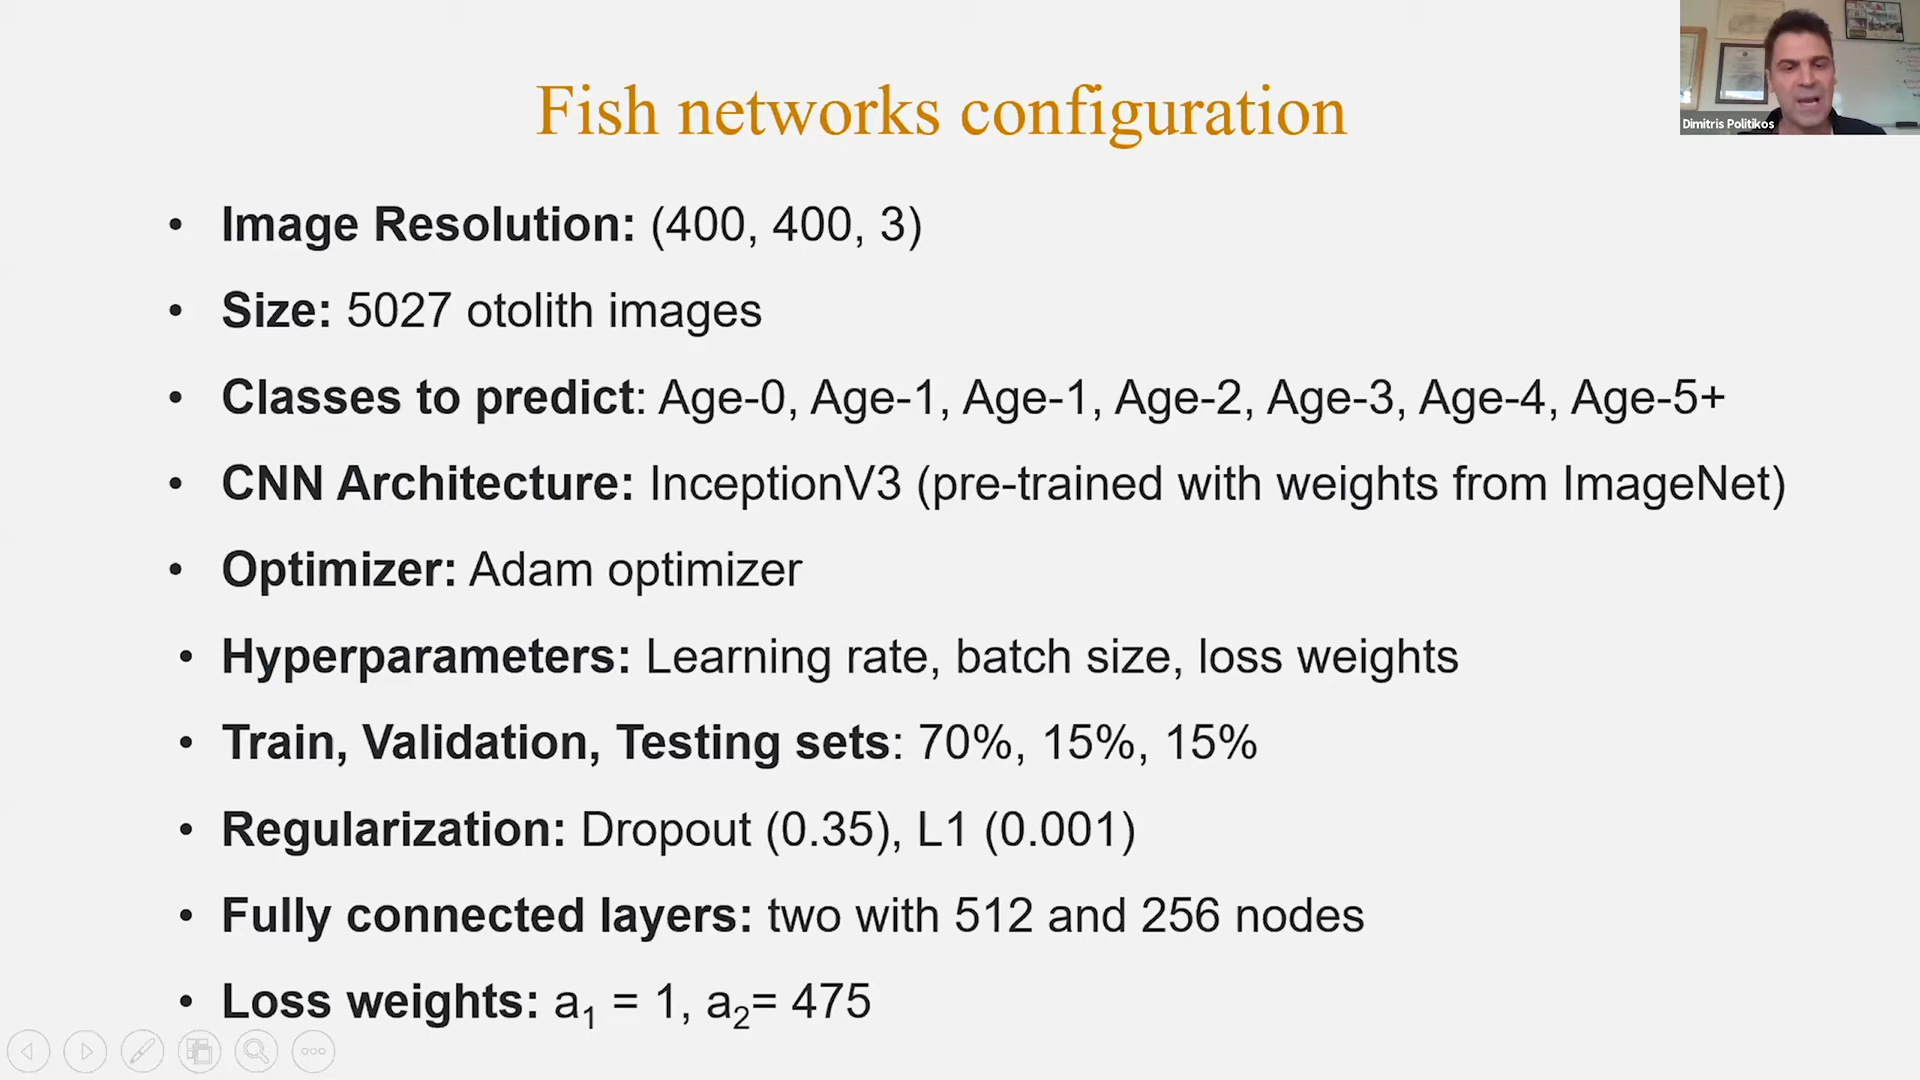 Fish networks configuration
Dimitris Politikos
• Image Resolution: (400, 400, 3)
• Size: 5027 otolith images
• Classes to predict: Age-0, Age-1, Age-1, Age-2, Age-3, Age-4, Age-5+
• CNN Architecture: InceptionV3 (pre-trained with weights from ImageNet)
• Optimizer: Adam optimizer
• Hyperparameters: Learning rate, batch size, loss weights
• Train, Validation, Testing sets: 70%, 15%, 15%
• Regularization: Dropout (0.35), L1 (0.001)
• Fully connected layers: two with 512 and 256 nodes
• Loss weights: a₁ = 1, a₂= 475